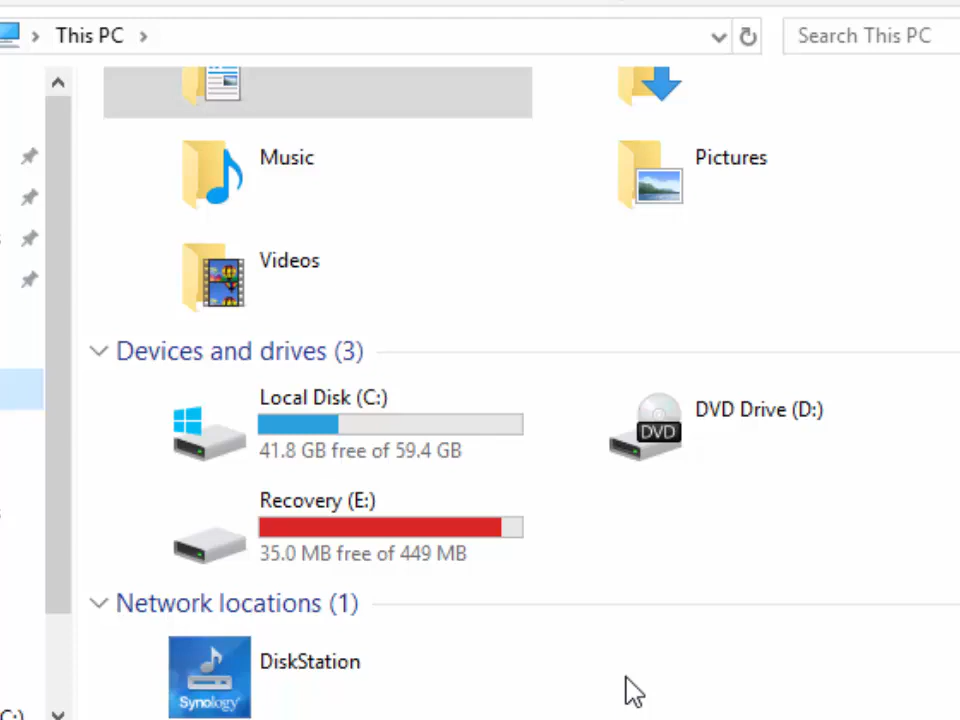 This PC
Search This PC
Music
Pictures
Videos
Devices and drives (3)
Local Disk (C:)
41.8 GB free of 59.4 GB
DVD Drive (D:)
DVD
Recovery (E:)
35.0 MB free of 449 MB
Network locations (1)
DiskStation
Synology
C:)